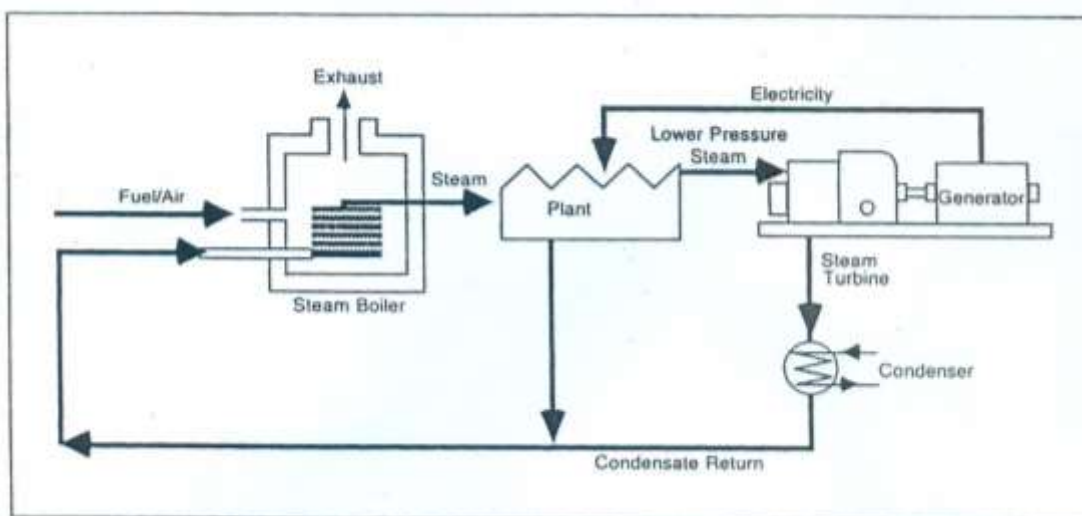 Exhaust
Electricity
Lower Pressure
Steam
Steam
Fuel/Air
Plant
Generator
Steam
Turbine
Steam Boiler
Condenser
Condensate Return